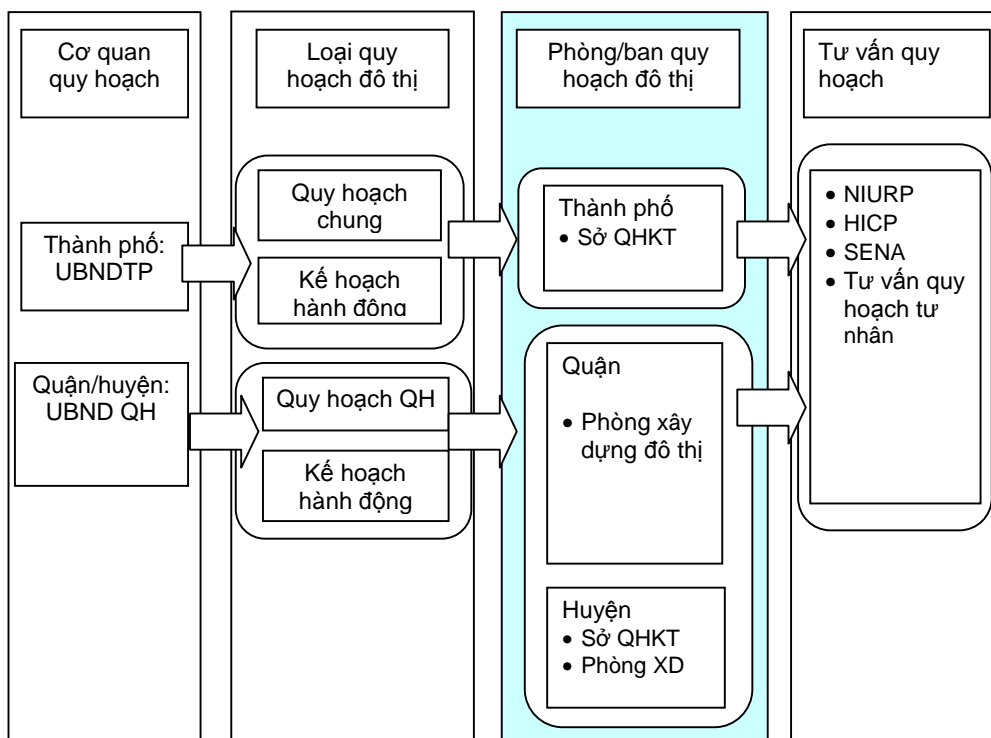 Cơ quan
quy hoạch
Loại quy
hoạch đô thị
Phòng/ban quy
hoạch đô thị
Tư vấn quy
hoạch
Thành phố:
UBNDTP
Quận/huyện:
UBND QH
Quy hoạch
chung
Kế hoạch
hành động
Quy hoạch QH
Kế hoạch
hành động
Thành phố
• Sở QHKT
Quận
• Phòng xây
dựng đô thị
Huyện
• Sở QHKT
• Phòng XD
• NIURP
• HICP
• SENA
• Tư vấn quy
hoạch tư
nhân